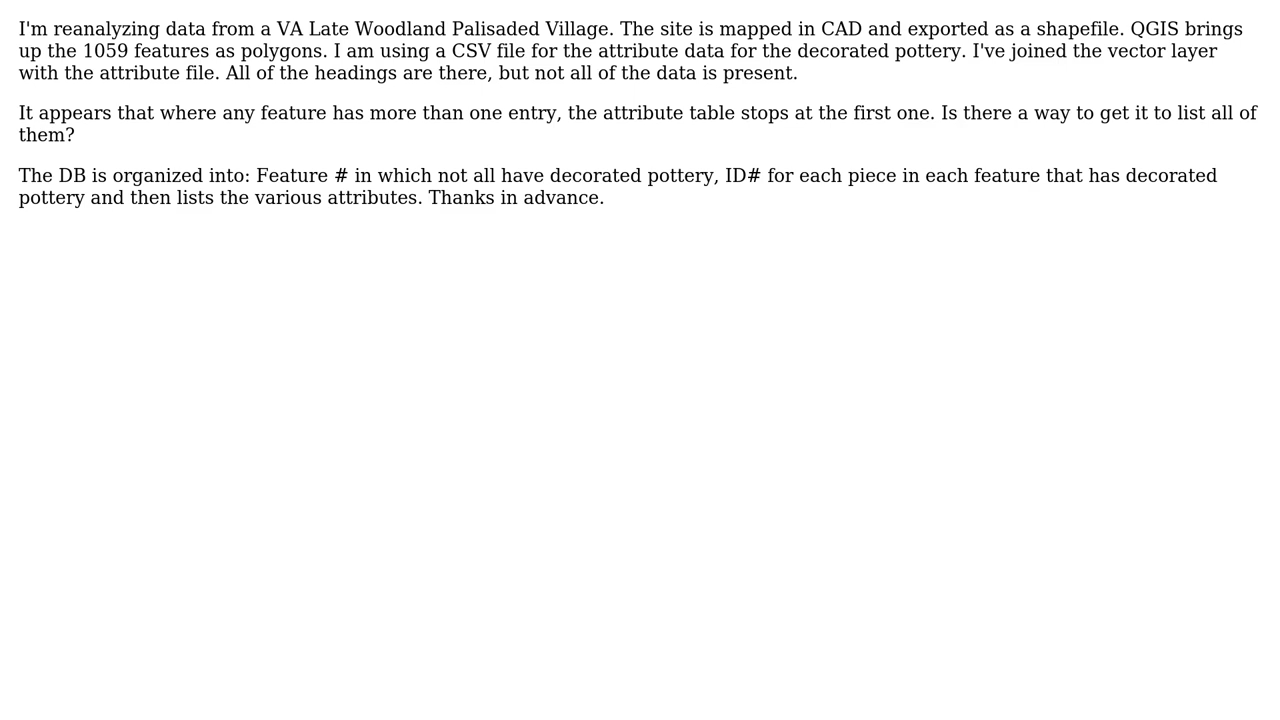 I'm reanalyzing data from a VA Late Woodland Palisaded Village. The site is mapped in CAD and exported as a shapefile. QGIS brings
up the 1059 features as polygons. I am using a CSV file for the attribute data for the decorated pottery. I've joined the vector layer
with the attribute file. All of the headings are there, but not all of the data is present.
It appears that where any feature has more than one entry, the attribute table stops at the first one. Is there a way to get it to list all of
them?
The DB is organized into: Feature # in which not all have decorated pottery, ID# for each piece in each feature that has decorated
pottery and then lists the various attributes. Thanks in advance.